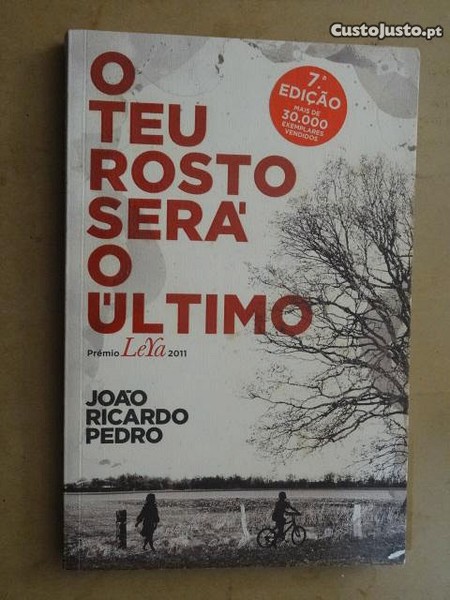 CustoJusto.pt
O
TEU
ROSTO
SERÁ
O
ÚLTIMO
7.ª
EDIÇÃO
MAIS DE
30.000
EXEMPLARES
VENDIDOS
Prémio LeYa 2011
JOÃO
RICARDO
PEDRO